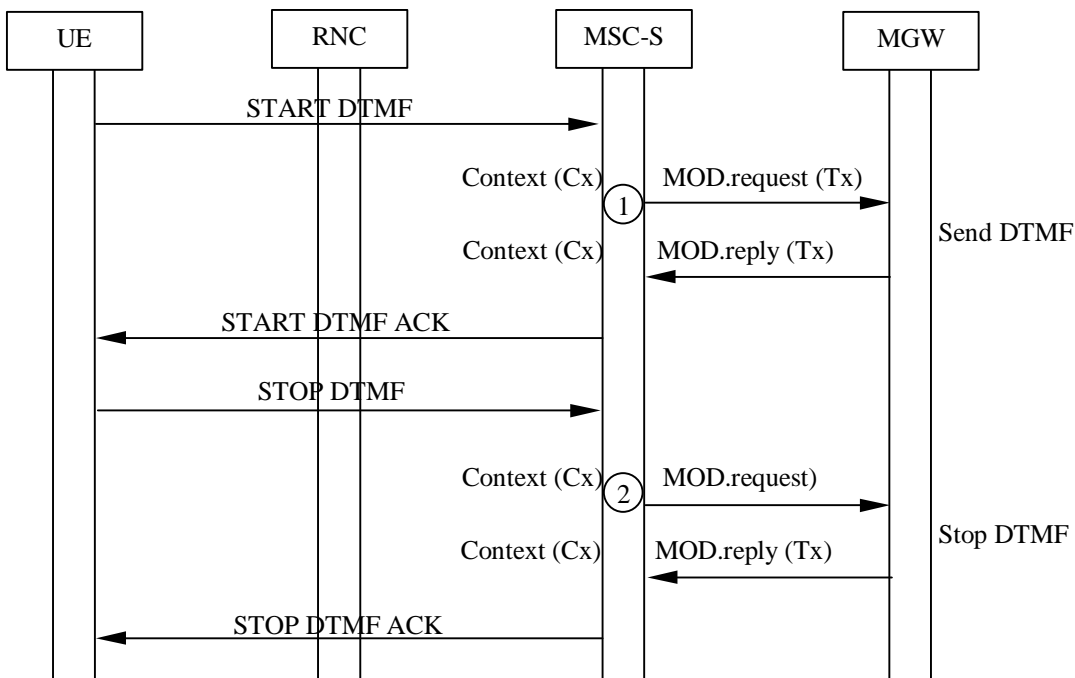 UE
RNC
MSC-S
MGW
START DTMF
Context (Cx)
MOD.request (Tx)
1
Send DTMF
Context (Cx)
MOD.reply (Tx)
START DTMF ACK
STOP DTMF
Context (Cx)
MOD.request)
2
Stop DTMF
Context (Cx)
MOD.reply (Tx)
STOP DTMF ACK